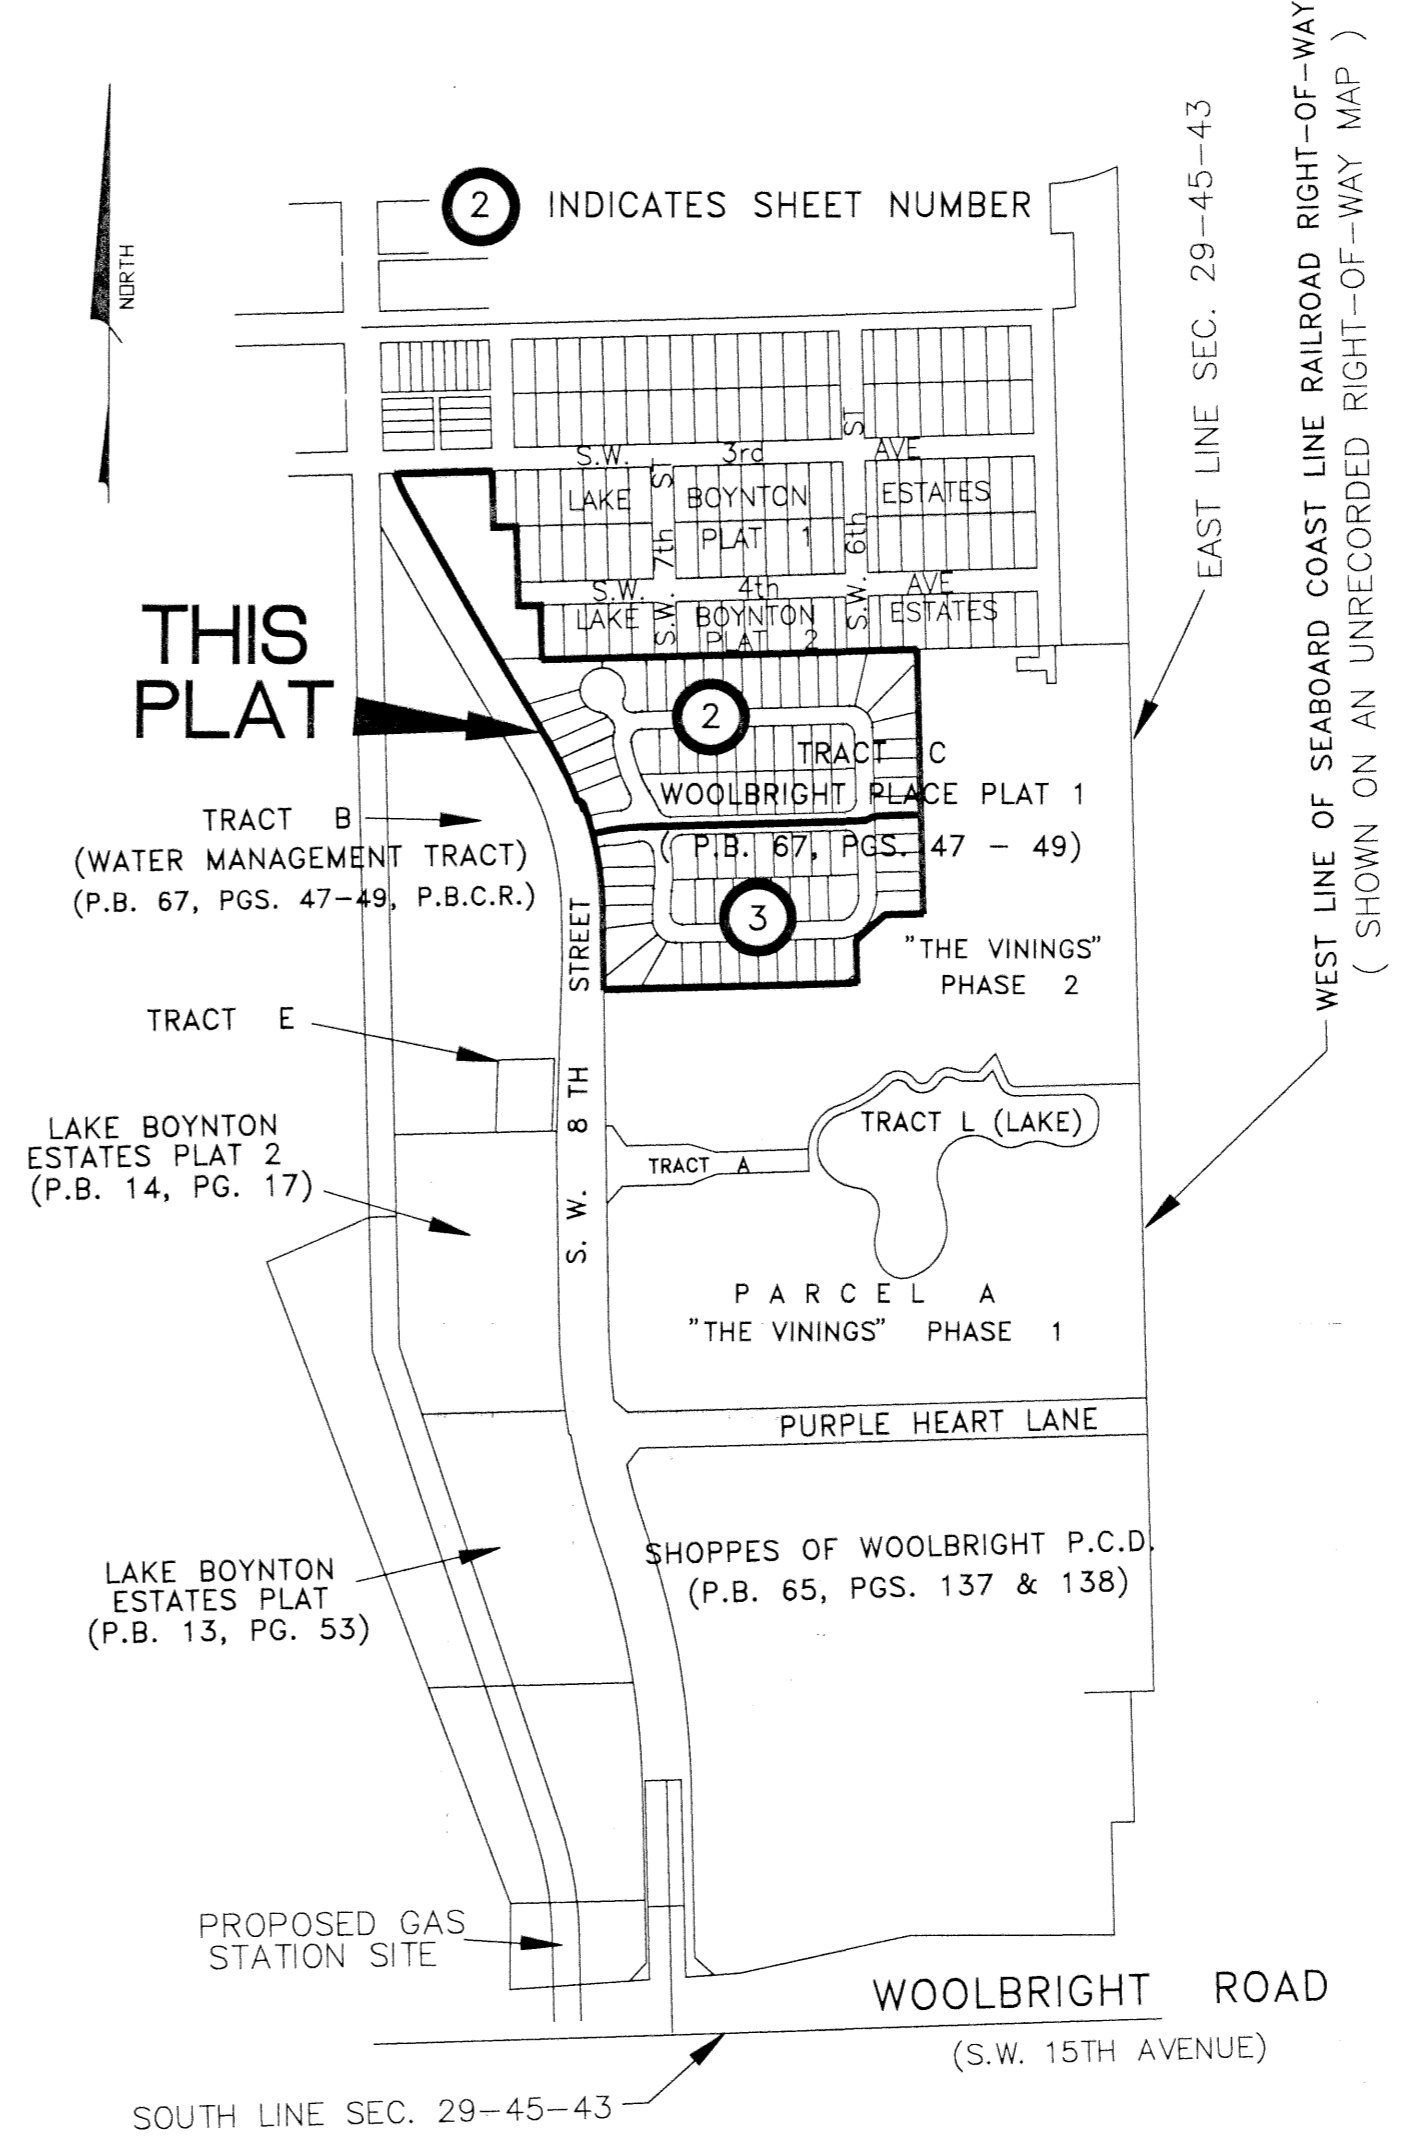 NORTH
2 INDICATES SHEET NUMBER
EAST LINE SEC. 29-45-43
WEST LINE OF SEABOARD COAST LINE RAILROAD RIGHT-OF-WAY
( SHOWN ON AN UNRECORDED RIGHT-OF-WAY MAP )
S.W. 3rd AVE
LAKE BOYNTON ESTATES
PLAT 1
S.W. 7th ST
S.W. 6th ST
S.W. 4th AVE
LAKE BOYNTON ESTATES
PLAT 2
THIS
PLAT
2
TRACT C
WOOLBRIGHT PLACE PLAT 1
( P.B. 67, PGS. 47 - 49)
TRACT B
(WATER MANAGEMENT TRACT)
(P.B. 67, PGS. 47-49, P.B.C.R.)
3
"THE VININGS"
PHASE 2
S. W. 8 TH STREET
TRACT E
LAKE BOYNTON
ESTATES PLAT 2
(P.B. 14, PG. 17)
TRACT L (LAKE)
TRACT A
PARCEL A
"THE VININGS" PHASE 1
PURPLE HEART LANE
SHOPPES OF WOOLBRIGHT P.C.D.
(P.B. 65, PGS. 137 & 138)
LAKE BOYNTON
ESTATES PLAT
(P.B. 13, PG. 53)
PROPOSED GAS
STATION SITE
WOOLBRIGHT ROAD
(S.W. 15TH AVENUE)
SOUTH LINE SEC. 29-45-43